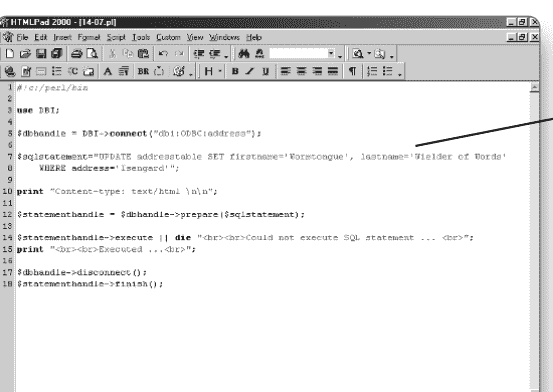 HTMLPad 2000 - [14-07.pl]
File Edit Insert Format Script Tools Custom View Windows Help
BR H B I U ¶
1 #!c:/perl/bin
2
3 use DBI;
4
5 $dbhandle = DBI->connect("dbi:ODBC:address");
6
7 $sqlstatement="UPDATE addresstable SET firstname='Wormtongue', lastname='Wielder of Words'
8 WHERE address='Isengard'";
9
10 print "Content-type: text/html \n\n";
11
12 $statementhandle = $dbhandle->prepare($sqlstatement);
13
14 $statementhandle->execute || die "<br><br>Could not execute SQL statement ... <br>";
15 print "<br><br>Executed ...<br>";
16
17 $dbhandle->disconnect();
18 $statementhandle->finish();